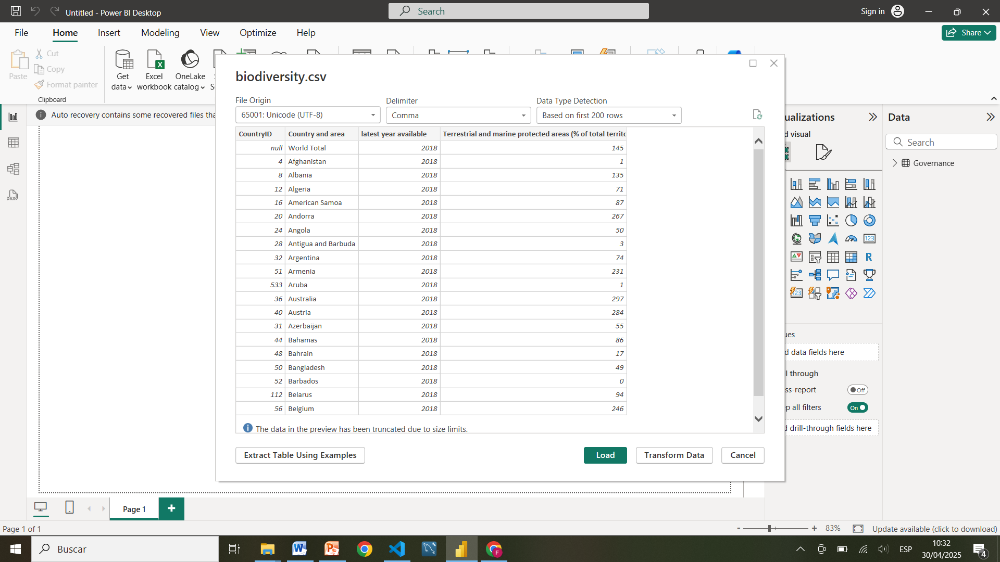 Untitled - Power BI Desktop
Search
Sign in
File
Home
Insert
Modeling
View
Optimize
Help
Share
Paste
Cut
Copy
Format painter
Clipboard
Get data
Excel workbook
OneLake catalog
Auto recovery contains some recovered files
biodiversity.csv
File Origin
Delimiter
Data Type Detection
65001: Unicode (UTF-8)
Comma
Based on first 200 rows
CountryID Country and area latest year available Terrestrial and marine protected areas (% of total
null World Total 2018 145
4 Afghanistan 2018 1
8 Albania 2018 135
12 Algeria 2018 71
16 American Samoa 2018 87
20 Andorra 2018 267
24 Angola 2018 50
28 Antigua and Barbuda 2018 3
32 Argentina 2018 74
51 Armenia 2018 231
533 Aruba 2018 1
36 Australia 2018 297
40 Austria 2018 284
31 Azerbaijan 2018 55
44 Bahamas 2018 86
48 Bahrain 2018 17
50 Bangladesh 2018 49
52 Barbados 2018 0
112 Belarus 2018 94
56 Belgium 2018 246
The data in the preview has been truncated due to size limits.
Extract Table Using Examples
Load
Transform Data
Cancel
ualizations
d visual
123
R
123
ues
d data fields here
l through
ss-report
Off
p all filters
On
d drill-through fields here
Data
Search
Governance
DAX
Page 1
+
Page 1 of 1
- + 83%
Update available (click to download)
Buscar
ESP
10:32
30/04/2025
4